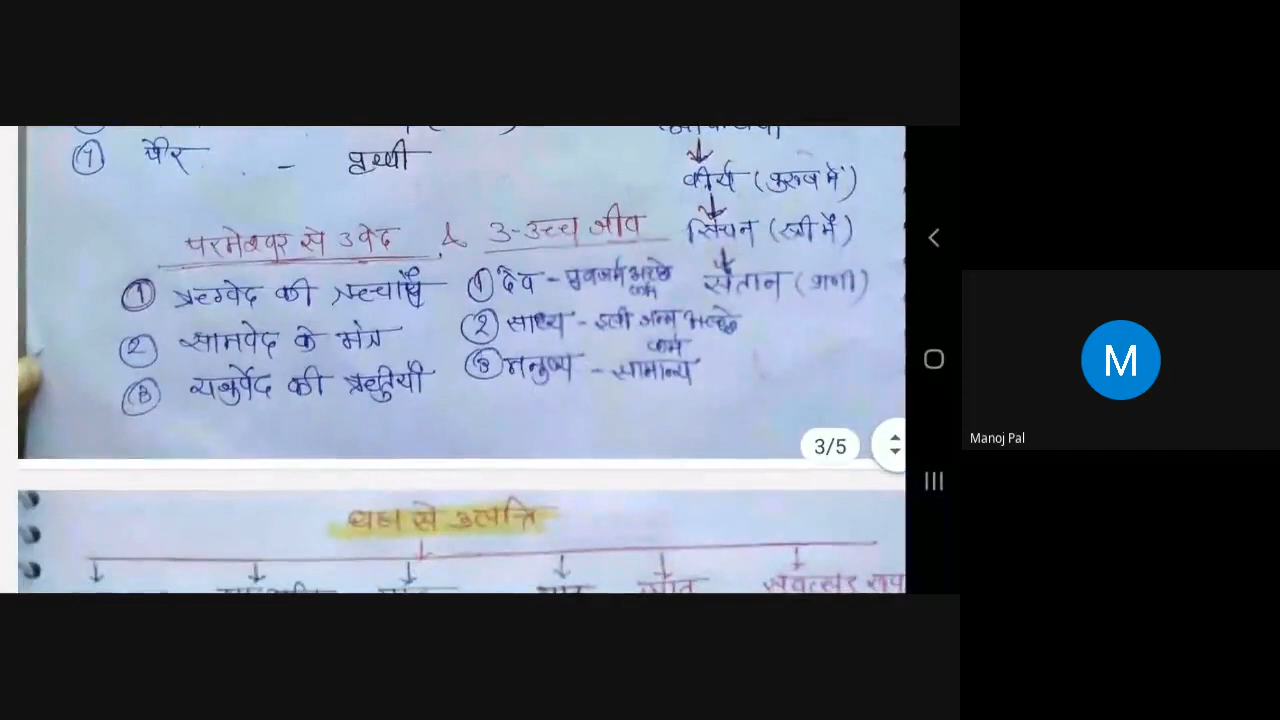 ④ पैर - पृथ्वी
वीर्य (पुरुष में)
सिंचन (स्त्री में)
संतान (प्राणी)
परमेश्वर से 3 वेद & 3-उच्च जीव
① ऋग्वेद की ऋचाएँ
② सामवेद के मंत्र
③ यजुर्वेद की
① देव - पूर्वजन्म अच्छे कर्म
② साध्य - इसी जन्म अच्छे कर्म
③ मनुष्य - सामान्य
3/5
यज्ञ से उत्पत्ति
M
Manoj Pal